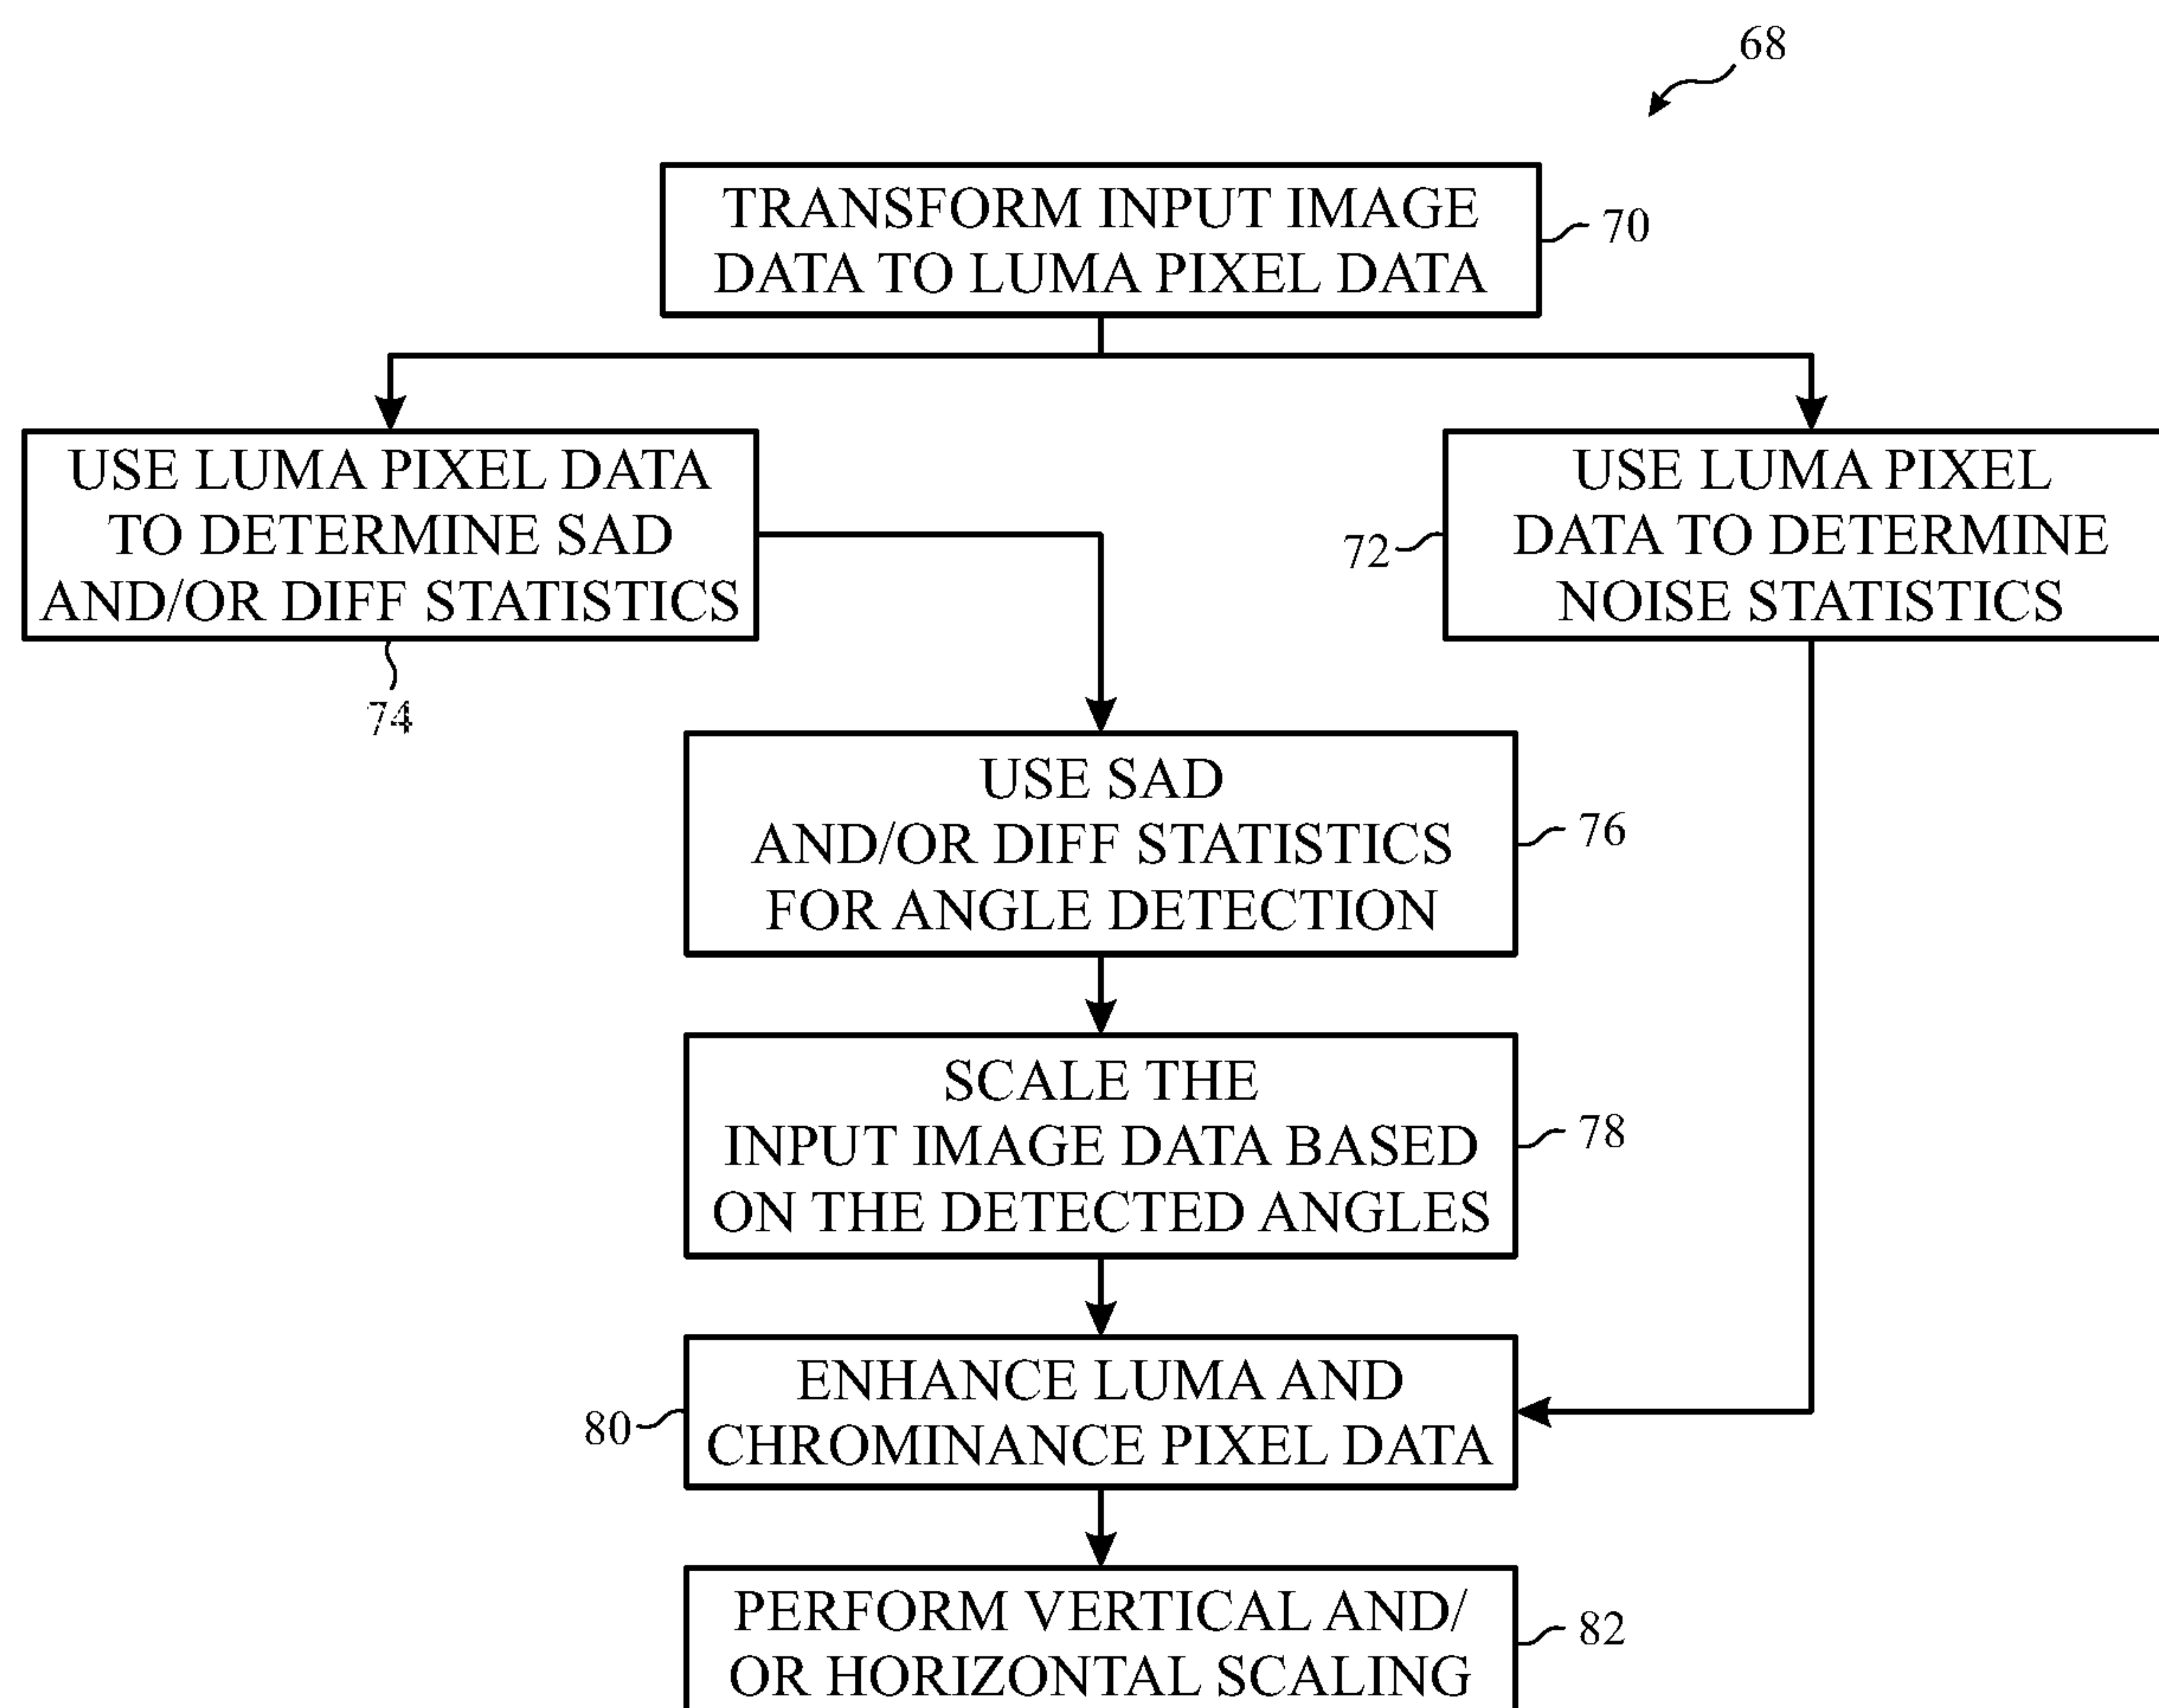 68
TRANSFORM INPUT IMAGE
DATA TO LUMA PIXEL DATA
70
USE LUMA PIXEL DATA
TO DETERMINE SAD
AND/OR DIFF STATISTICS
74
USE LUMA PIXEL
DATA TO DETERMINE
NOISE STATISTICS
72
USE SAD
AND/OR DIFF STATISTICS
FOR ANGLE DETECTION
76
SCALE THE
INPUT IMAGE DATA BASED
ON THE DETECTED ANGLES
78
ENHANCE LUMA AND
CHROMINANCE PIXEL DATA
80
PERFORM VERTICAL AND/
OR HORIZONTAL SCALING
82